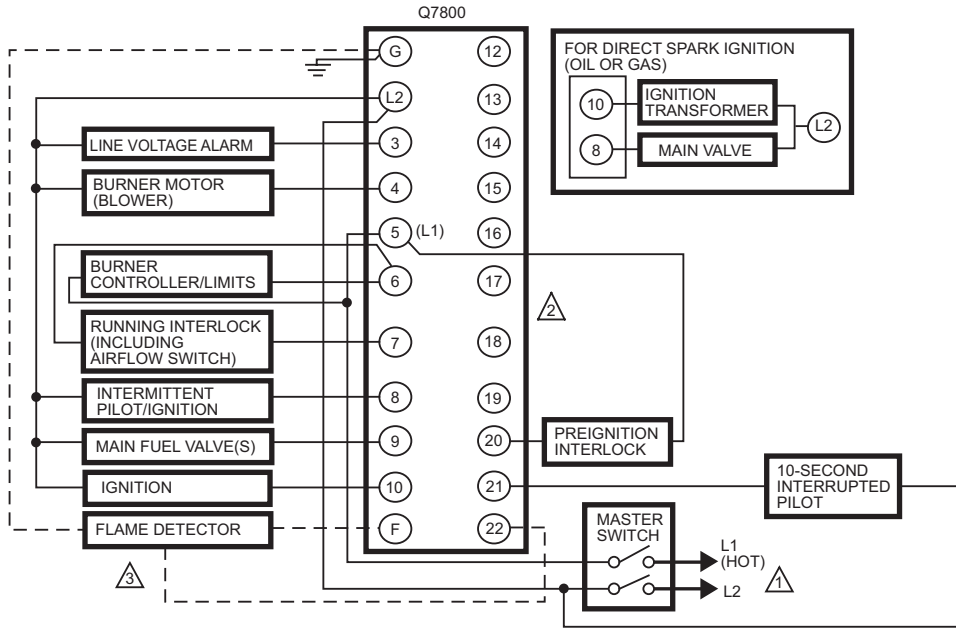 Q7800
G
12
L2
13
LINE VOLTAGE ALARM
3
14
BURNER MOTOR
(BLOWER)
4
15
5
(L1)
16
BURNER
CONTROLLER/LIMITS
6
17
RUNNING INTERLOCK
(INCLUDING
AIRFLOW SWITCH)
7
18
INTERMITTENT
PILOT/IGNITION
8
19
MAIN FUEL VALVE(S)
9
20
IGNITION
10
21
FLAME DETECTOR
F
22
3
2
FOR DIRECT SPARK IGNITION
(OIL OR GAS)
10
IGNITION
TRANSFORMER
8
MAIN VALVE
L2
PREIGNITION
INTERLOCK
10-SECOND
INTERRUPTED
PILOT
MASTER
SWITCH
L1
(HOT)
L2
1